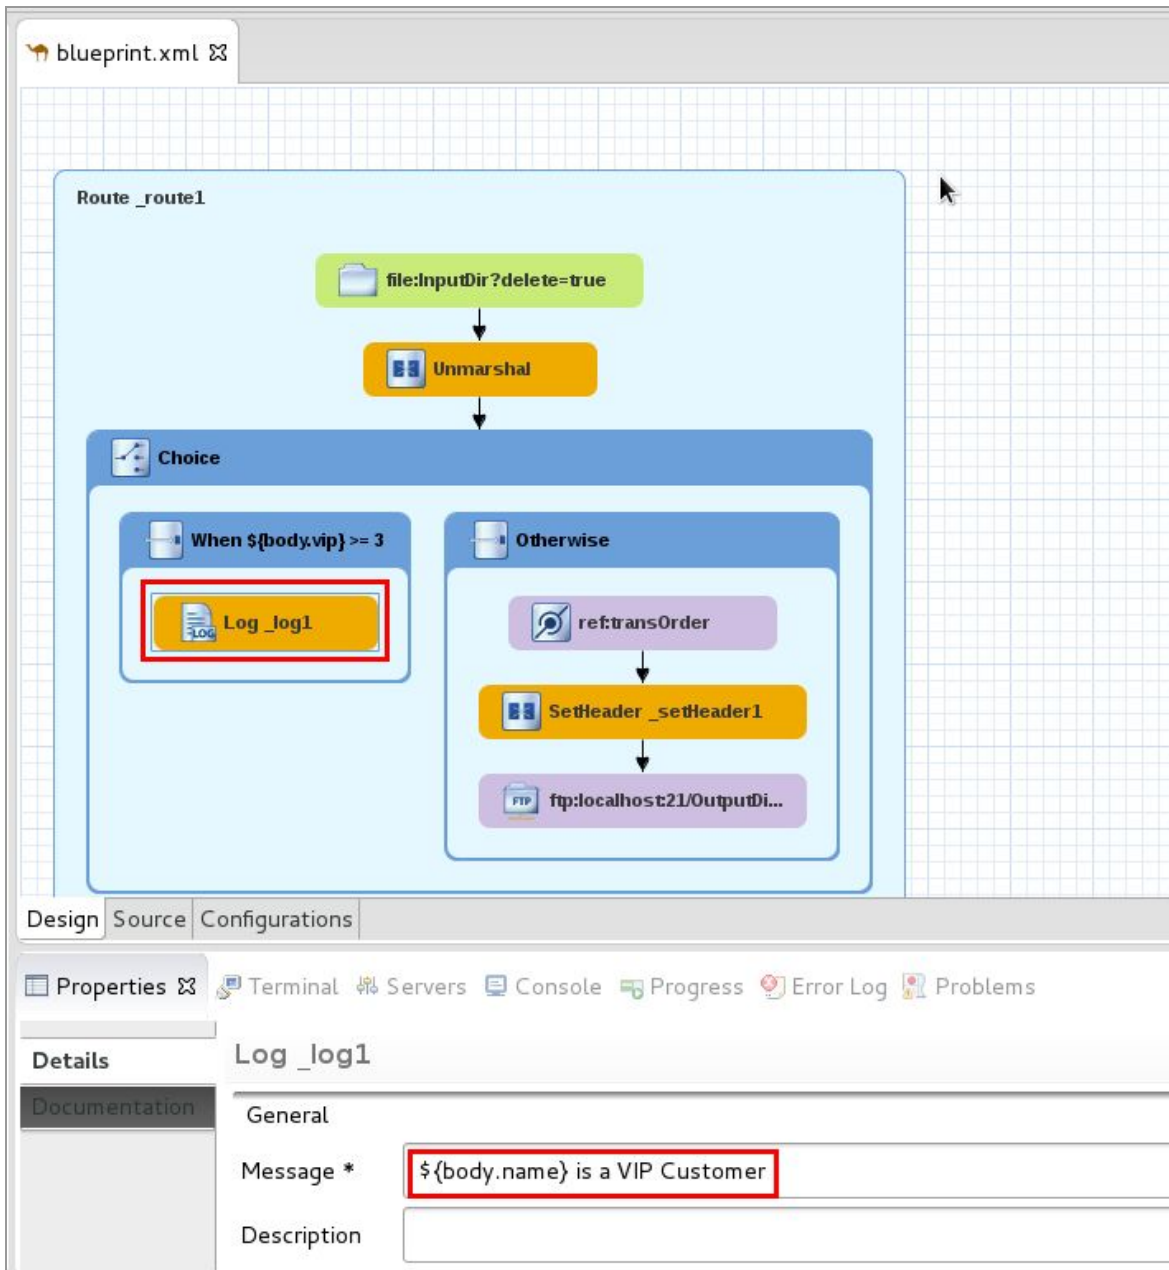 blueprint.xml
Route _route1
file:InputDir?delete=true
Unmarshal
Choice
When ${body.vip} >= 3
Otherwise
LOG
Log _log1
ref:transOrder
SetHeader _setHeader1
FTP
ftp:localhost:21/OutputDi...
Design Source Configurations
Properties Terminal Servers Console Progress Error Log Problems
Details
Log _log1
Documentation
General
Message * ${body.name} is a VIP Customer
Description